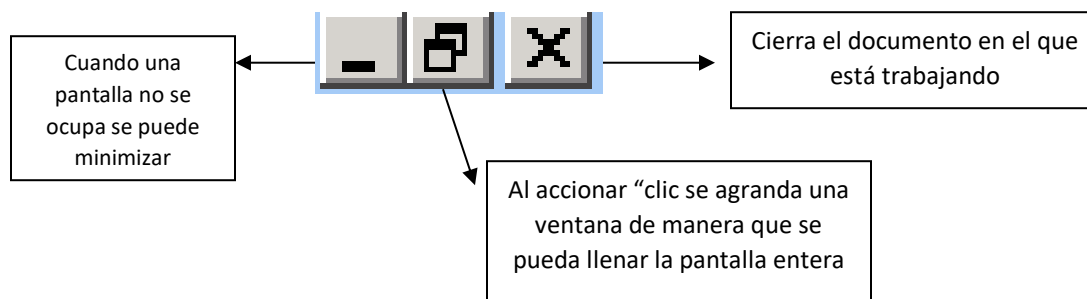 Cuando una
pantalla no se
ocupa se puede
minimizar
Cierra el documento en el que
está trabajando
Al accionar “clic se agranda una
ventana de manera que se
pueda llenar la pantalla entera